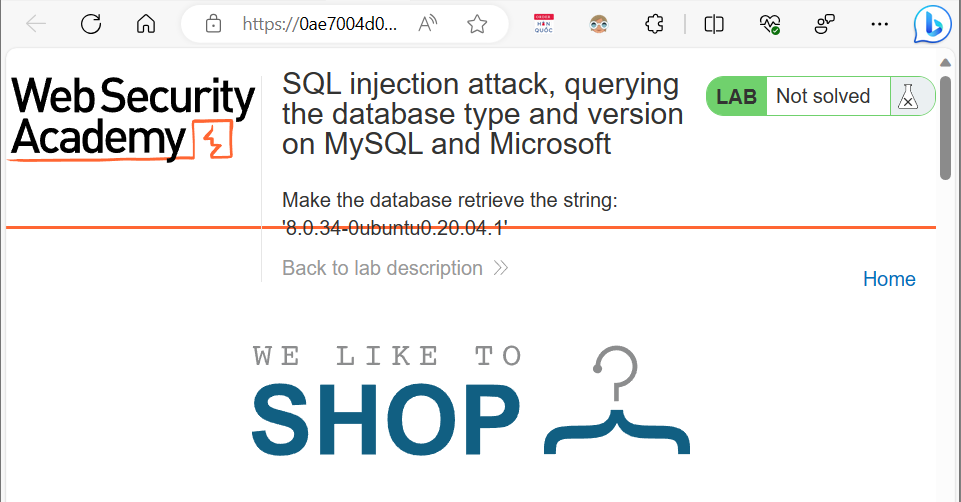 https://0ae7004d0...
WebSecurity
Academy
SQL injection attack, querying
the database type and version
on MySQL and Microsoft
LAB Not solved
Make the database retrieve the string:
'8.0.34-0ubuntu0.20.04.1'
Back to lab description
Home
WE LIKE TO
SHOP